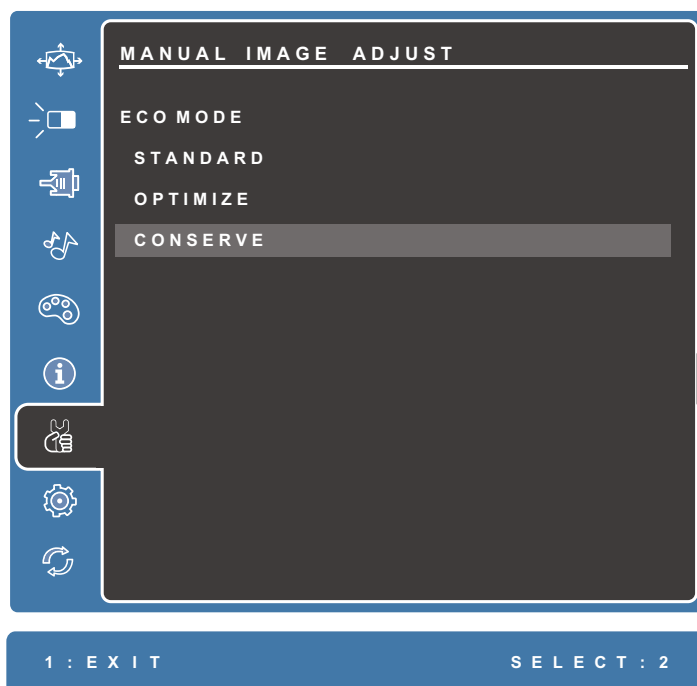 MANUAL IMAGE ADJUST
ECO MODE
STANDARD
OPTIMIZE
CONSERVE
1 : EXIT SELECT : 2